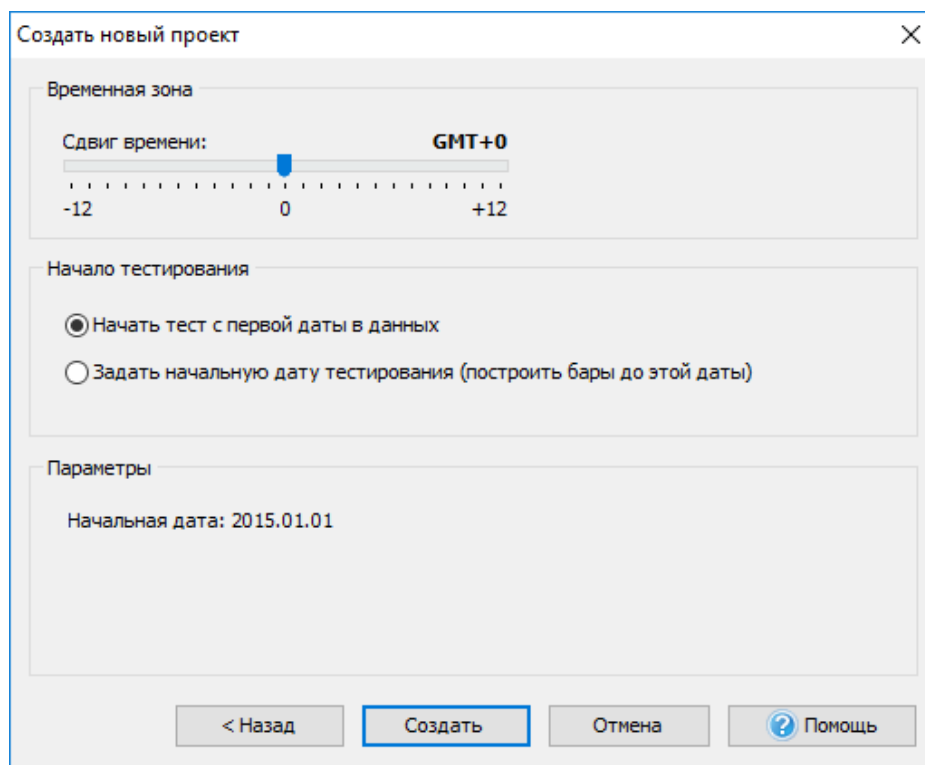 Создать новый проект
Временная зона
Сдвиг времени: GMT+0
-12 0 +12
Начало тестирования
Начать тест с первой даты в данных
Задать начальную дату тестирования (построить бары до этой даты)
Параметры
Начальная дата: 2015.01.01
< Назад Создать Отмена ? Помощь